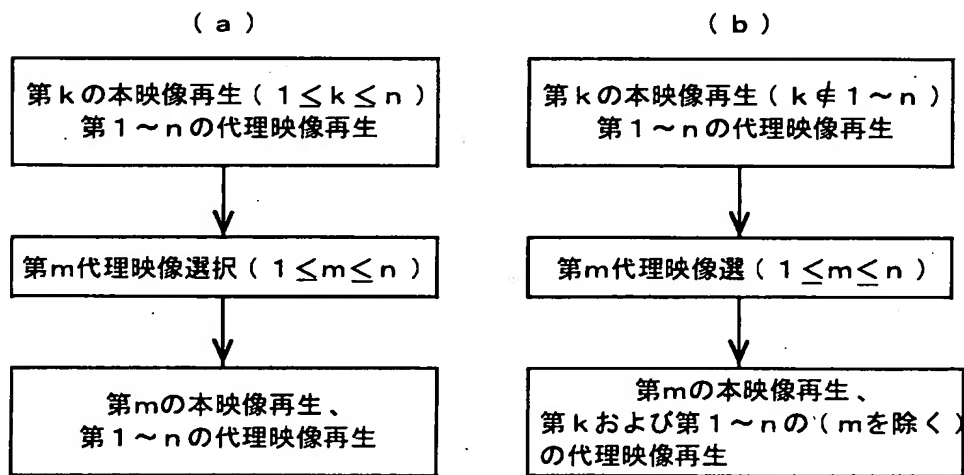 (a)
第kの本映像再生(1≦k≦n)
第1~nの代理映像再生
第m代理映像選択(1≦m≦n)
第mの本映像再生、
第1~nの代理映像再生
(b)
第kの本映像再生(k∉1~n)
第1~nの代理映像再生
第m代理映像選(1≦m≦n)
第mの本映像再生、
第kおよび第1~nの(mを除く)
の代理映像再生